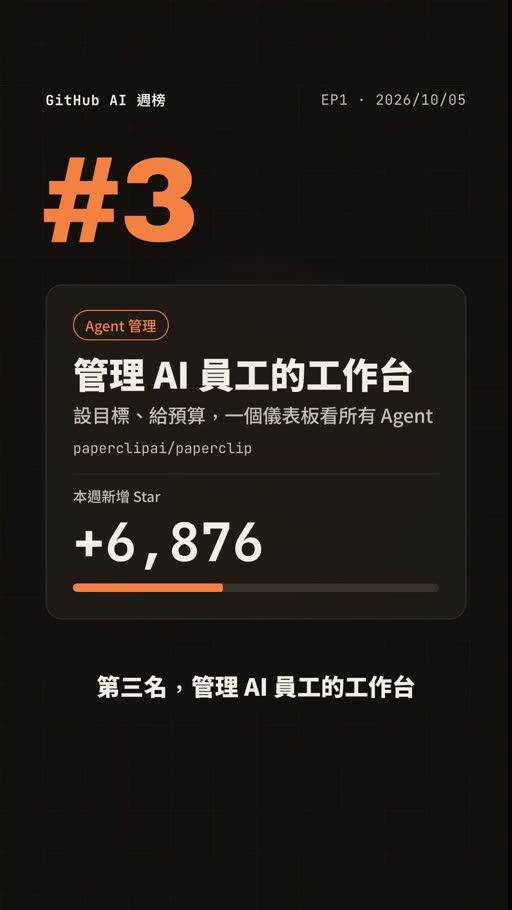 GitHub AI 週榜
EP1 · 2026/10/05
#3
Agent 管理
管理 AI 員工的工作台
設目標、給預算，一個儀表板看所有 Agent
paperclipai/paperclip
本週新增 Star
+6,876
第三名，管理 AI 員工的工作台